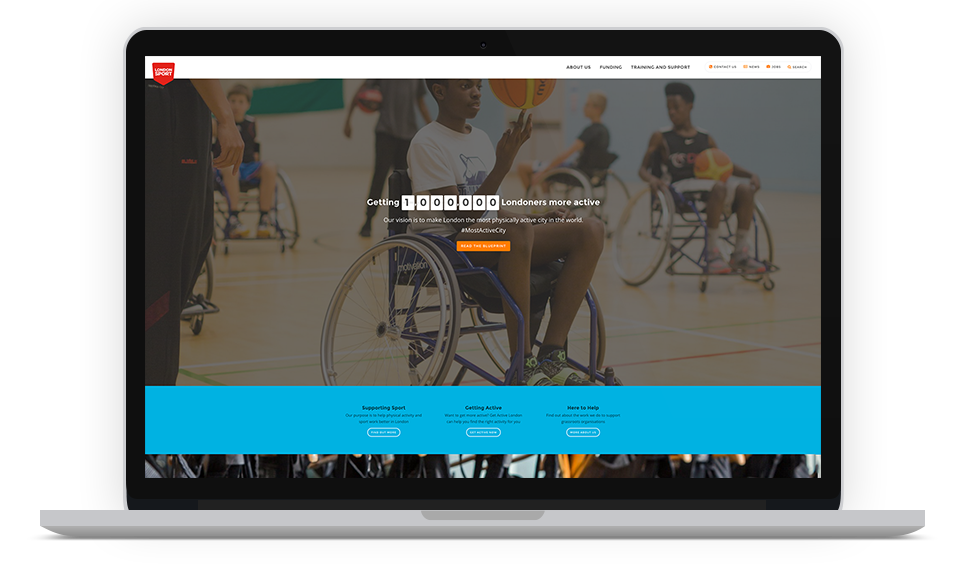 LONDON
SPORT
ABOUT US
FUNDING
TRAINING AND SUPPORT
CONTACT US
NEWS
JOBS
SEARCH
Getting 1,000,000 Londoners more active
Our vision is to make London the most physically active city in the world.
#MostActiveCity
READ THE BLUEPRINT
motivation
Supporting Sport
Our purpose is to help physical activity and
sport work better in London
FIND OUT MORE
Getting Active
Want to get more active? Get Active London
can help you find the right activity for you
GET ACTIVE NOW
Here to Help
Find out about the work we do to support
grassroots organisations
MORE ABOUT US